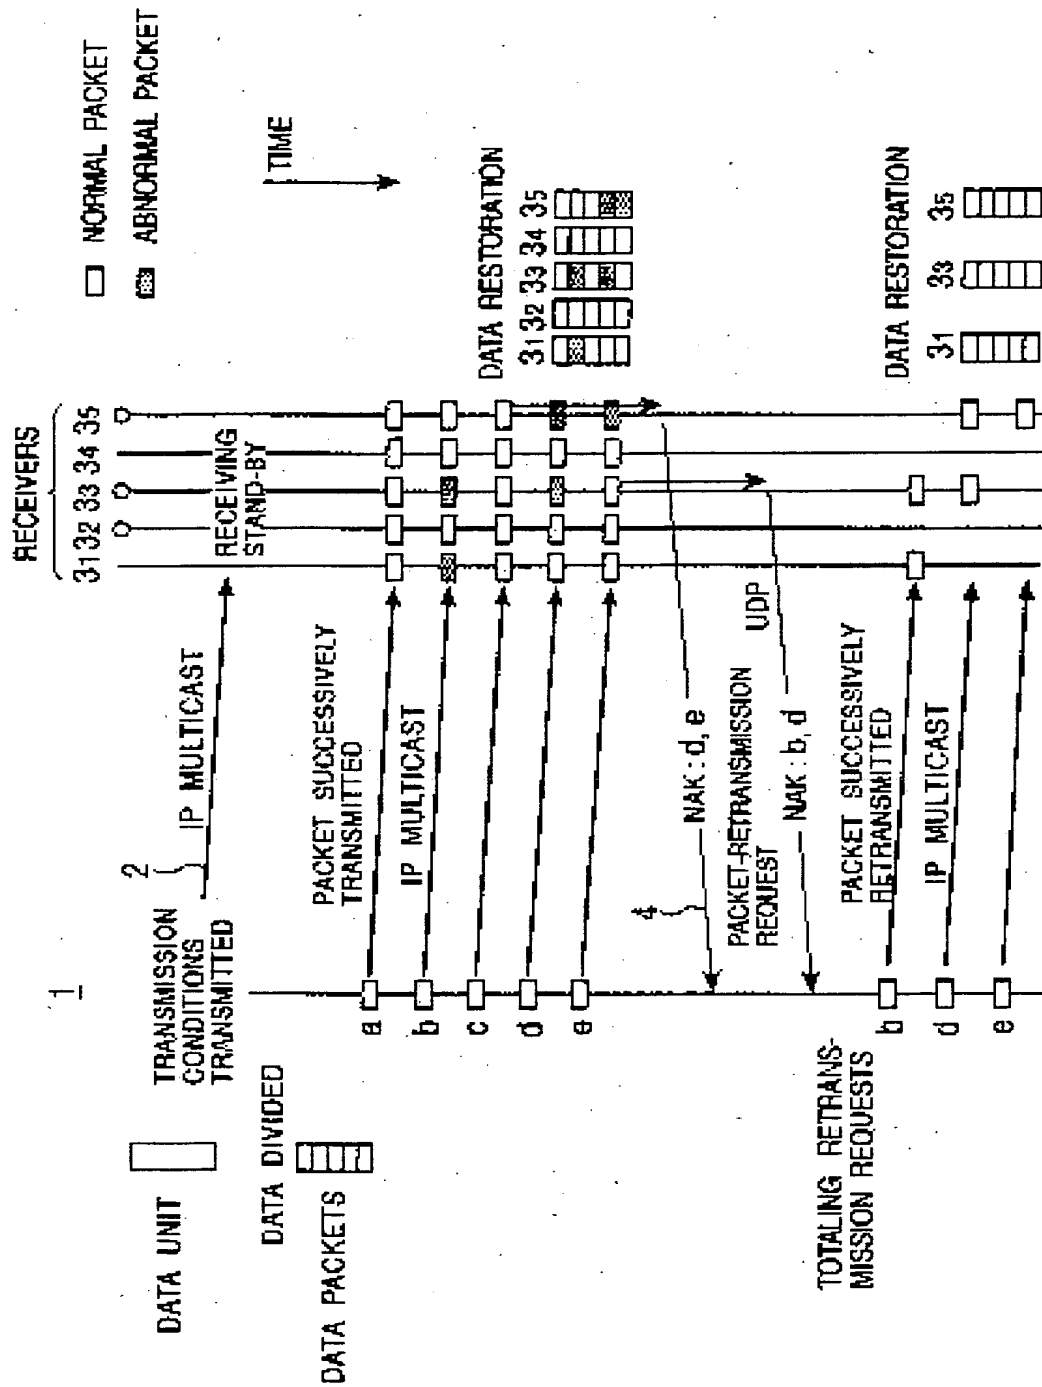 1
RECEIVERS
31 32 33 34 35
NORMAL PACKET
ABNORMAL PACKET
TIME
DATA UNIT
TRANSMISSION
CONDITIONS
TRANSMITTED
2
IP MULTICAST
RECEIVING
STAND-BY
DATA DIVIDED
DATA PACKETS
PACKET SUCCESSIVELY
TRANSMITTED
IP MULTICAST
a
b
c
d
e
DATA RESTORATION
31 32 33 34 35
4
NAK : d, e
PACKET-RETRANSMISSION
REQUEST
UDP
NAK : b, d
TOTALING RETRANS-
MISSION REQUESTS
PACKET SUCCESSIVELY
RETRANSMITTED
IP MULTICAST
b
d
e
DATA RESTORATION
31 33 35